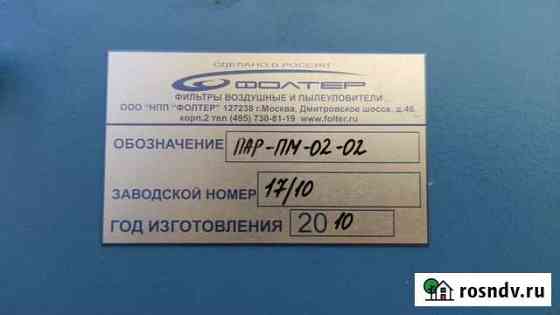 СДЕЛАНО В РОССИИ
ФОЛТЕР
ФИЛЬТРЫ ВОЗДУШНЫЕ И ПЫЛЕУЛОВИТЕЛИ
ООО "НПП "ФОЛТЕР" 127238 г.Москва, Дмитровское шосса, д.46,
корп.2 тел (495) 730-81-19 www.folter.ru
ОБОЗНАЧЕНИЕ ПАР-ПМ-02-02
ЗАВОДСКОЙ НОМЕР 17/10
ГОД ИЗГОТОВЛЕНИЯ 2010
rosndv.ru